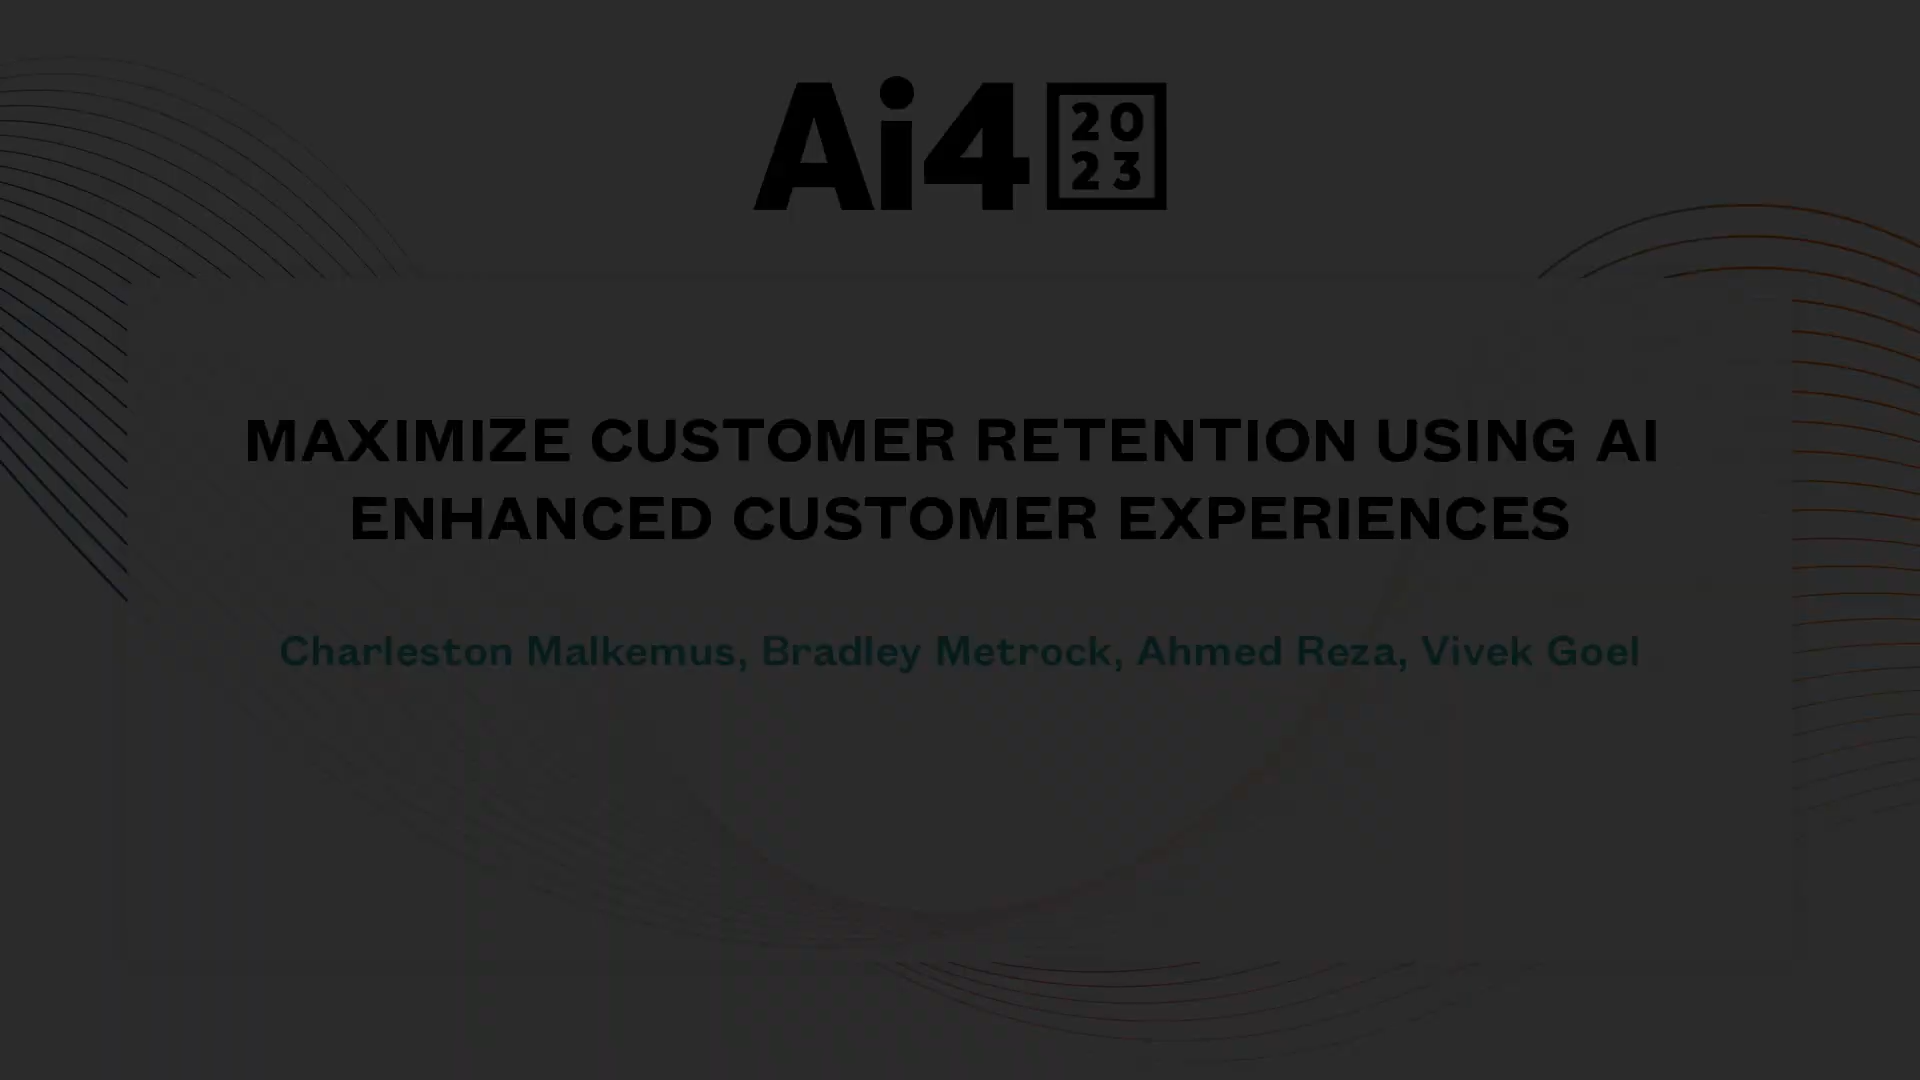 Ai4 20
23
MAXIMIZE CUSTOMER RETENTION USING AI
ENHANCED CUSTOMER EXPERIENCES
Charleston Malkemus, Bradley Metrock, Ahmed Reza, Vivek Goel